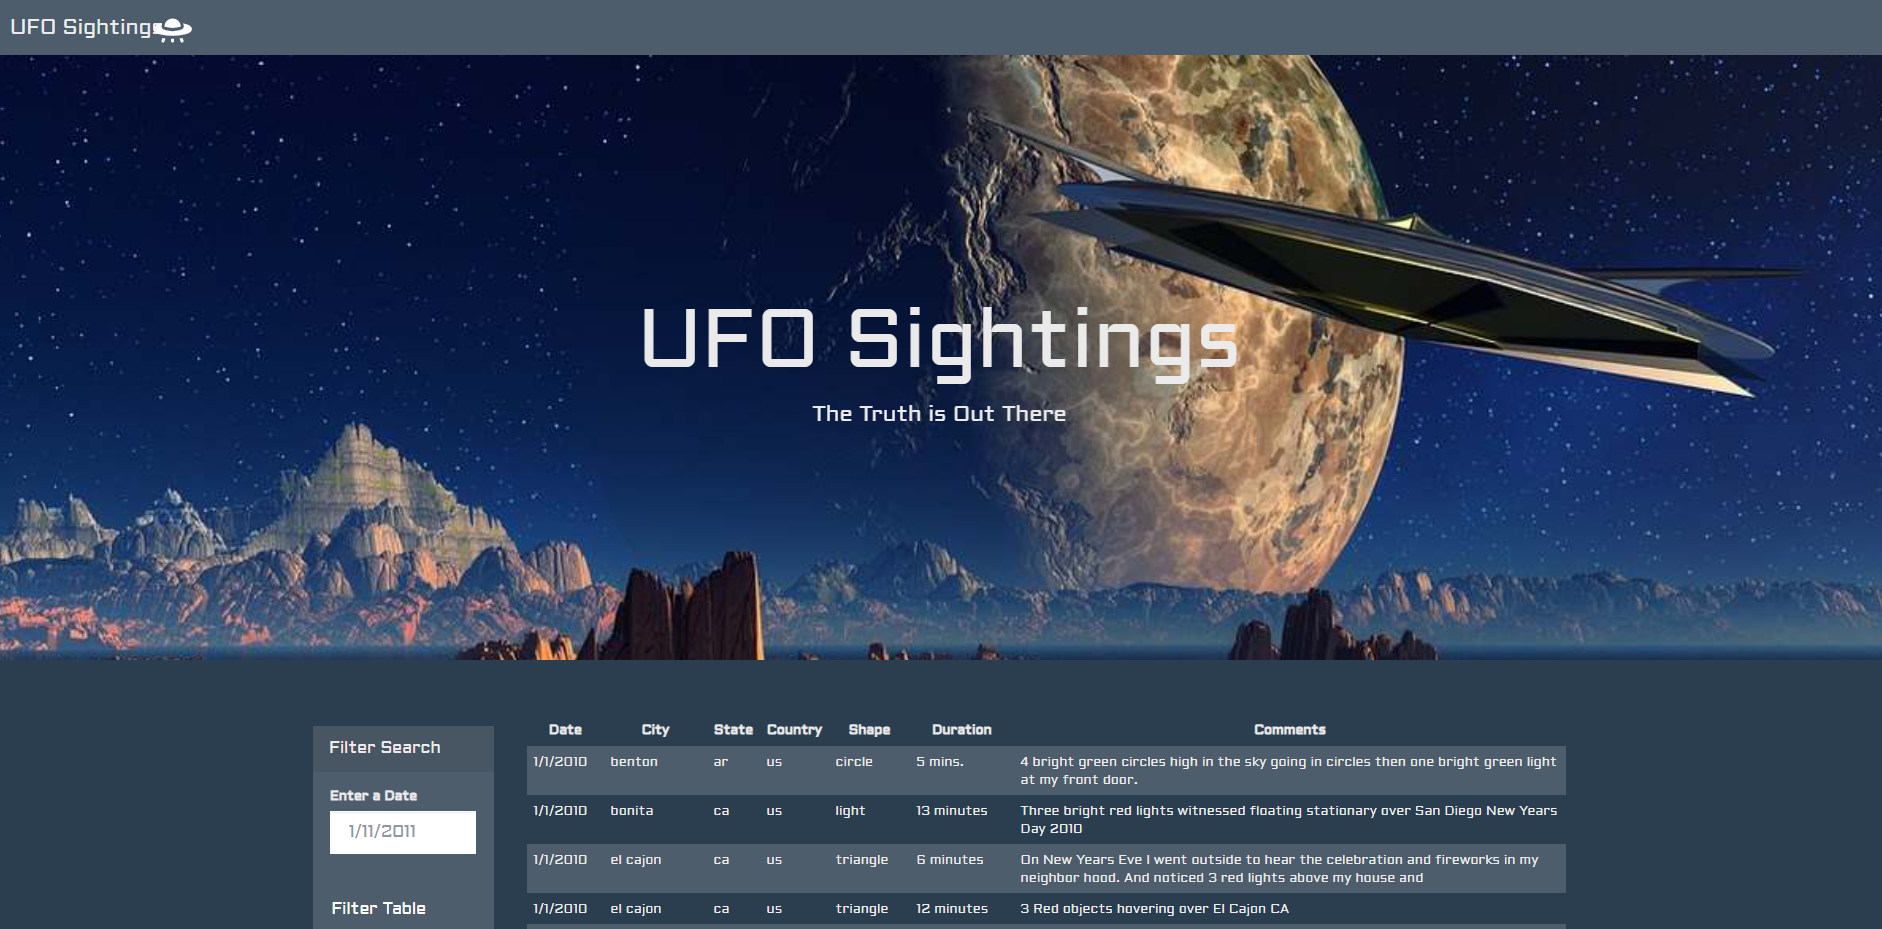 UFO Sightings
UFO Sightings
The Truth is Out There
Filter Search
Enter a Date
1/11/2011
Filter Table
Date City State Country Shape Duration Comments
1/1/2010 benton ar us circle 5 mins. 4 bright green circles high in the sky going in circles then one bright green light
at my front door.
1/1/2010 bonita ca us light 13 minutes Three bright red lights witnessed floating stationary over San Diego New Years
Day 2010
1/1/2010 el cajon ca us triangle 6 minutes On New Years Eve I went outside to hear the celebration and fireworks in my
neighbor hood. And noticed 3 red lights above my house and
1/1/2010 el cajon ca us triangle 12 minutes 3 Red objects hovering over El Cajon CA